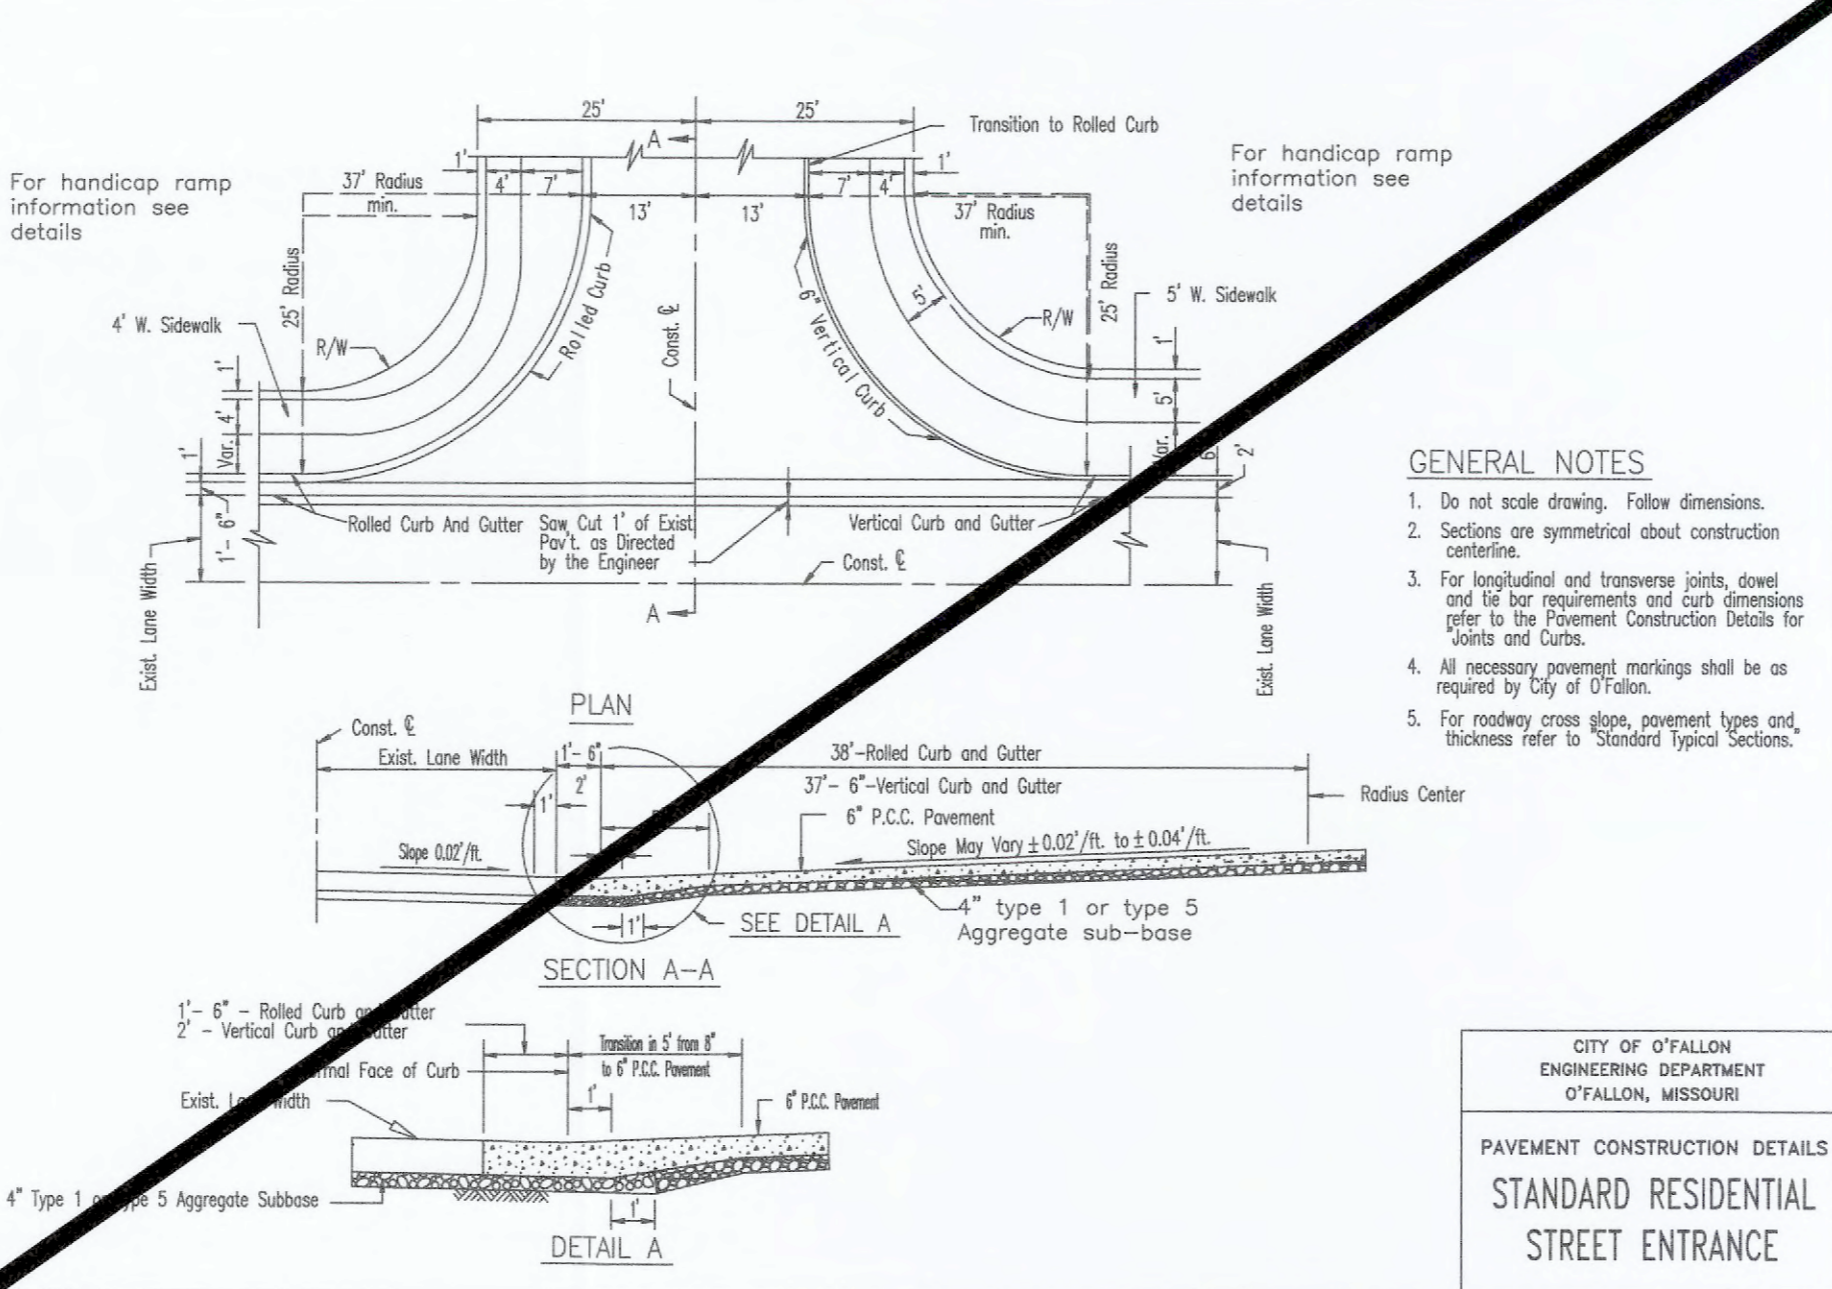 25'
25'
A
Transition to Rolled Curb
For handicap ramp
information see
details
For handicap ramp
information see
details
1'
4'
7'
37' Radius
min.
13'
13'
7'
4'
1'
37' Radius
min.
25' Radius
25' Radius
4' W. Sidewalk
5' W. Sidewalk
R/W
R/W
Rolled Curb
6" Vertical Curb
5'
Const. ℄
1'
4'
Var.
1'
1'- 6"
1'
5'
2'
Rolled Curb And Gutter
Saw Cut 1' of Exist
Pav't. as Directed
by the Engineer
Vertical Curb and Gutter
Const. ℄
A
Exist. Lane Width
Exist. Lane Width
PLAN
GENERAL NOTES
1. Do not scale drawing. Follow dimensions.
2. Sections are symmetrical about construction
centerline.
3. For longitudinal and transverse joints, dowel
and tie bar requirements and curb dimensions
refer to the Pavement Construction Details for
"Joints and Curbs.
4. All necessary pavement markings shall be as
required by City of O'Fallon.
5. For roadway cross slope, pavement types and
thickness refer to "Standard Typical Sections."
Const. ℄
Exist. Lane Width
1'- 6"
38'-Rolled Curb and Gutter
2'
37'- 6"-Vertical Curb and Gutter
1'
Radius Center
6" P.C.C. Pavement
Slope 0.02'/ft.
Slope May Vary ± 0.02'/ft. to ± 0.04'/ft.
1'
SEE DETAIL A
4" type 1 or type 5
Aggregate sub-base
SECTION A-A
1'- 6" - Rolled Curb and Gutter
2' - Vertical Curb and Gutter
Transition in 5' from 8"
to 6" P.C.C. Pavement
Face of Curb
1'
Exist. Lane Width
6" P.C.C. Pavement
4" Type 1 or Type 5 Aggregate Subbase
1'
DETAIL A
CITY OF O'FALLON
ENGINEERING DEPARTMENT
O'FALLON, MISSOURI
PAVEMENT CONSTRUCTION DETAILS
STANDARD RESIDENTIAL
STREET ENTRANCE